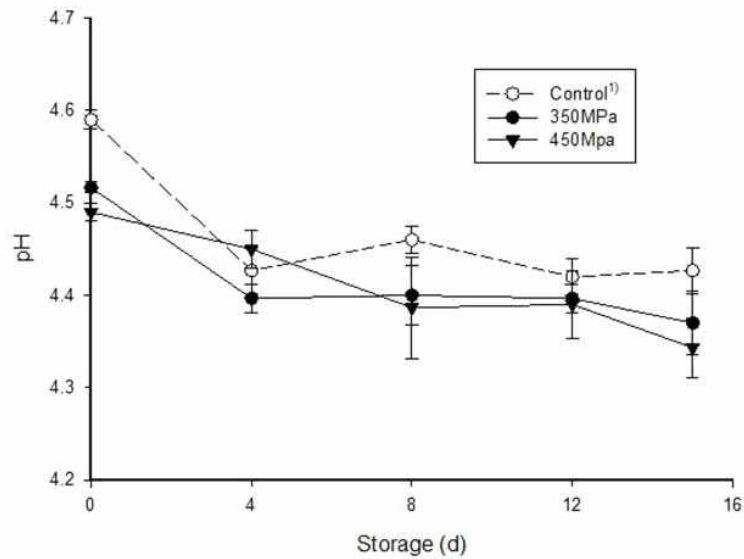 4.7
4.6
4.5
4.4
4.3
4.2
pH
Control¹⁾
350MPa
450Mpa
0 4 8 12 16
Storage (d)